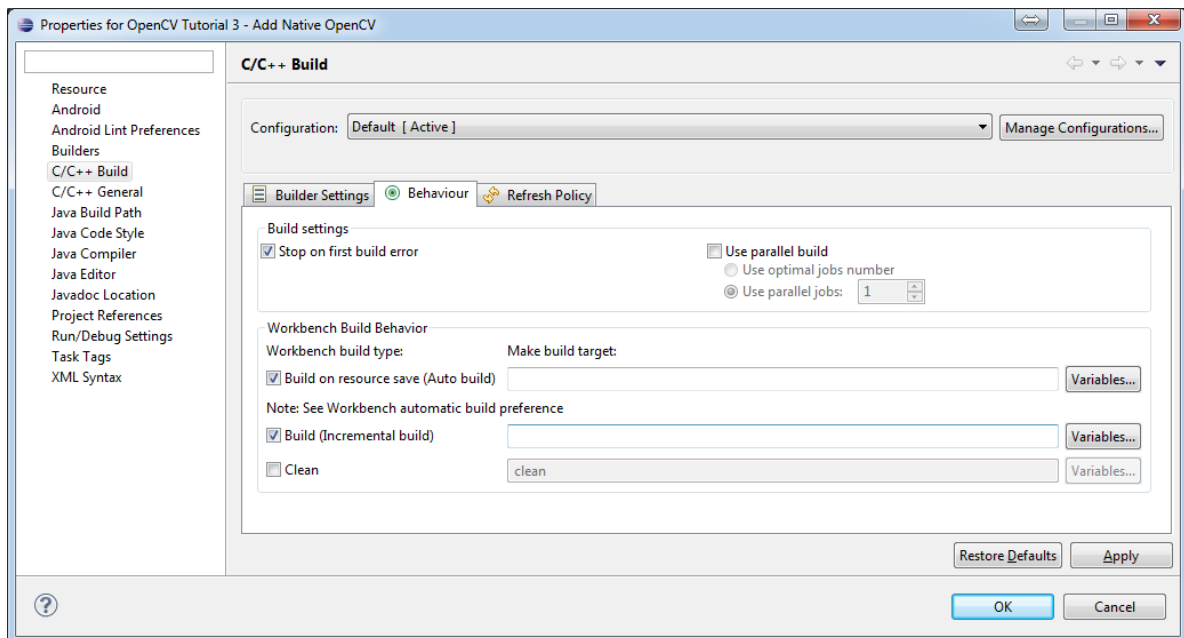 Properties for OpenCV Tutorial 3 - Add Native OpenCV
C/C++ Build
Resource
Android
Android Lint Preferences
Builders
C/C++ Build
C/C++ General
Java Build Path
Java Code Style
Java Compiler
Java Editor
Javadoc Location
Project References
Run/Debug Settings
Task Tags
XML Syntax
Configuration: Default [ Active ] Manage Configurations...
Builder Settings Behaviour Refresh Policy
Build settings
Stop on first build error Use parallel build
Use optimal jobs number
Use parallel jobs: 1
Workbench Build Behavior
Workbench build type: Make build target:
Build on resource save (Auto build) Variables...
Note: See Workbench automatic build preference
Build (Incremental build) Variables...
Clean clean Variables...
Restore Defaults Apply
OK Cancel